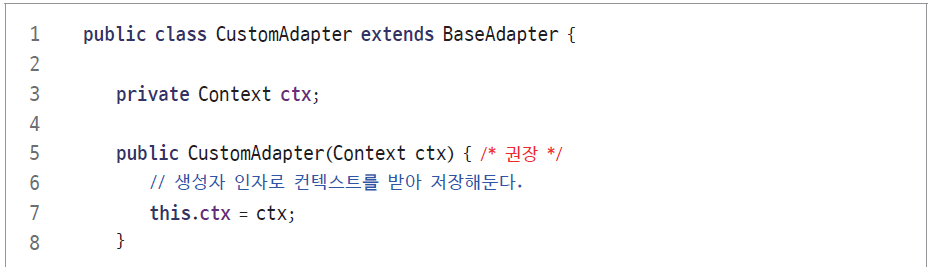 1 public class CustomAdapter extends BaseAdapter {
2
3 private Context ctx;
4
5 public CustomAdapter(Context ctx) { /* 권장 */
6 // 생성자 인자로 컨텍스트를 받아 저장해둔다.
7 this.ctx = ctx;
8 }